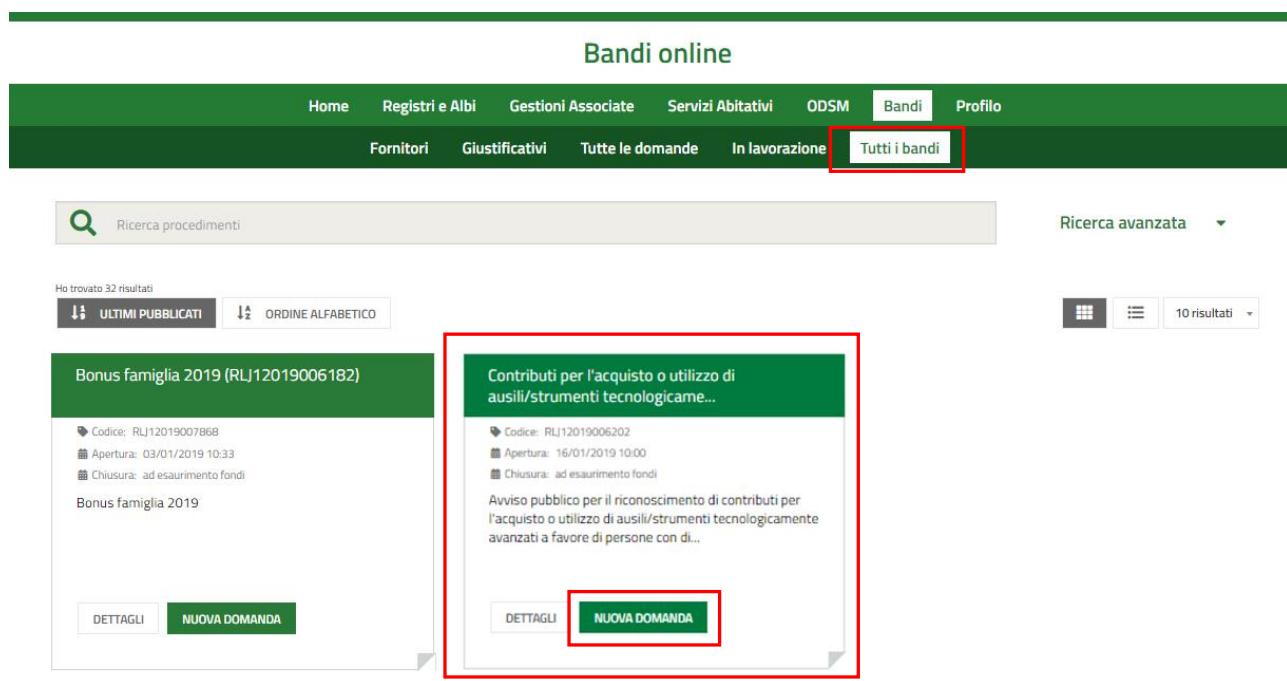 Bandi online
Home Registri e Albi Gestioni Associate Servizi Abitativi ODSM Bandi Profilo
Fornitori Giustificativi Tutte le domande In lavorazione Tutti i bandi
Ricerca procedimenti
Ricerca avanzata
Ho trovato 32 risultati
ULTIMI PUBBLICATI ORDINE ALFABETICO
10 risultati
Bonus famiglia 2019 (RLJ12019006182)
Codice: RLJ12019007868
Apertura: 03/01/2019 10:33
Chiusura: ad esaurimento fondi
Bonus famiglia 2019
DETTAGLI NUOVA DOMANDA
Contributi per l'acquisto o utilizzo di
ausili/strumenti tecnologicame...
Codice: RLJ12019006202
Apertura: 16/01/2019 10:00
Chiusura: ad esaurimento fondi
Avviso pubblico per il riconoscimento di contributi per
l'acquisto o utilizzo di ausili/strumenti tecnologicamente
avanzati a favore di persone con di...
DETTAGLI NUOVA DOMANDA